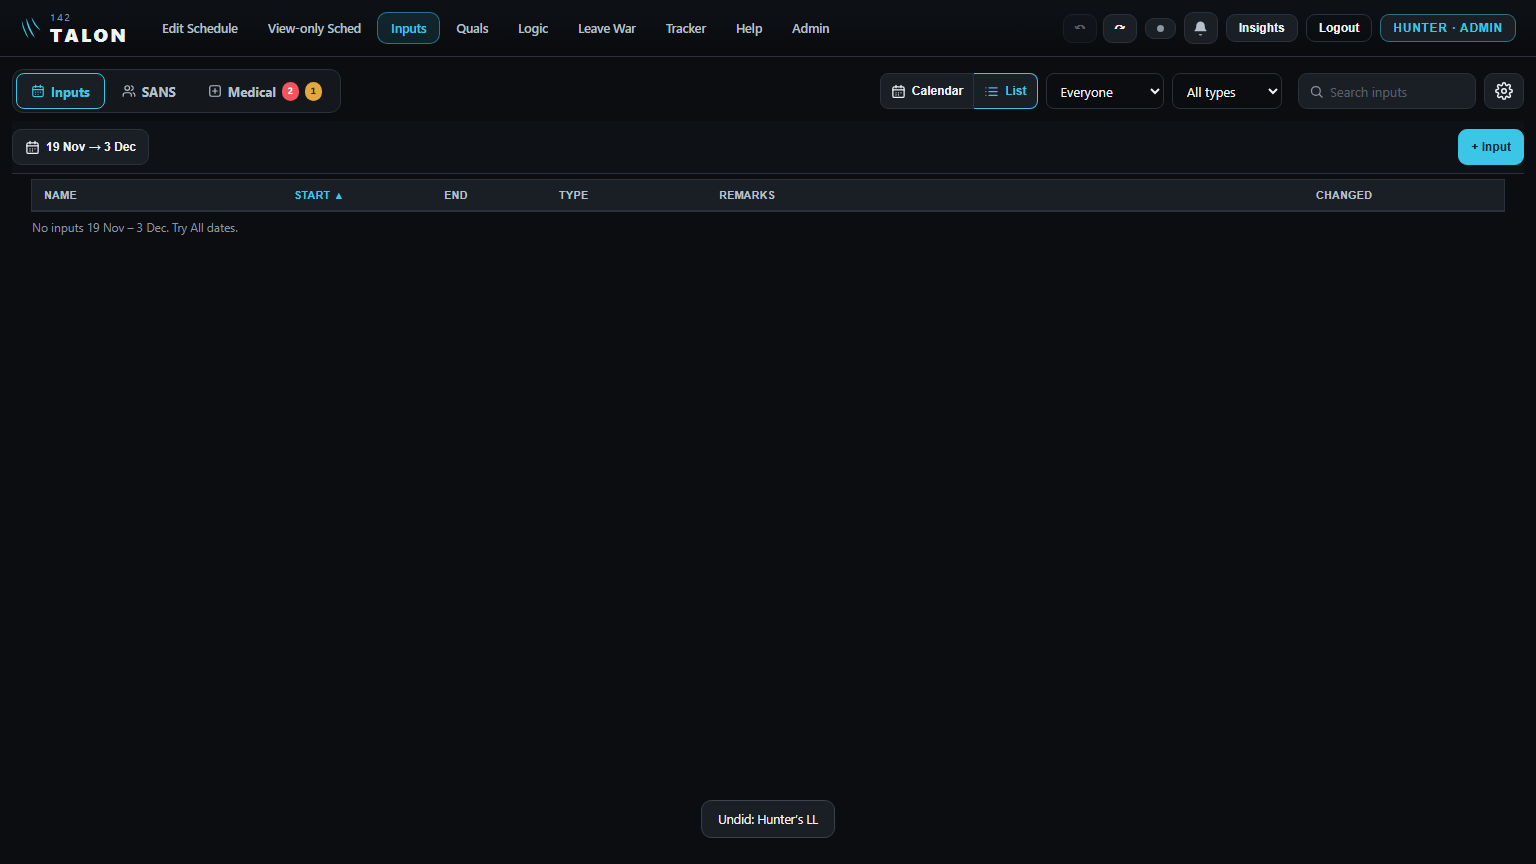 142
TALON
Edit Schedule
View-only Sched
Inputs
Quals
Logic
Leave War
Tracker
Help
Admin
Insights
Logout
HUNTER · ADMIN
Inputs
SANS
Medical 2 1
Calendar
List
Everyone
All types
Search inputs
19 Nov → 3 Dec
+ Input
NAME START ▲ END TYPE REMARKS CHANGED
No inputs 19 Nov – 3 Dec. Try All dates.
Undid: Hunter's LL